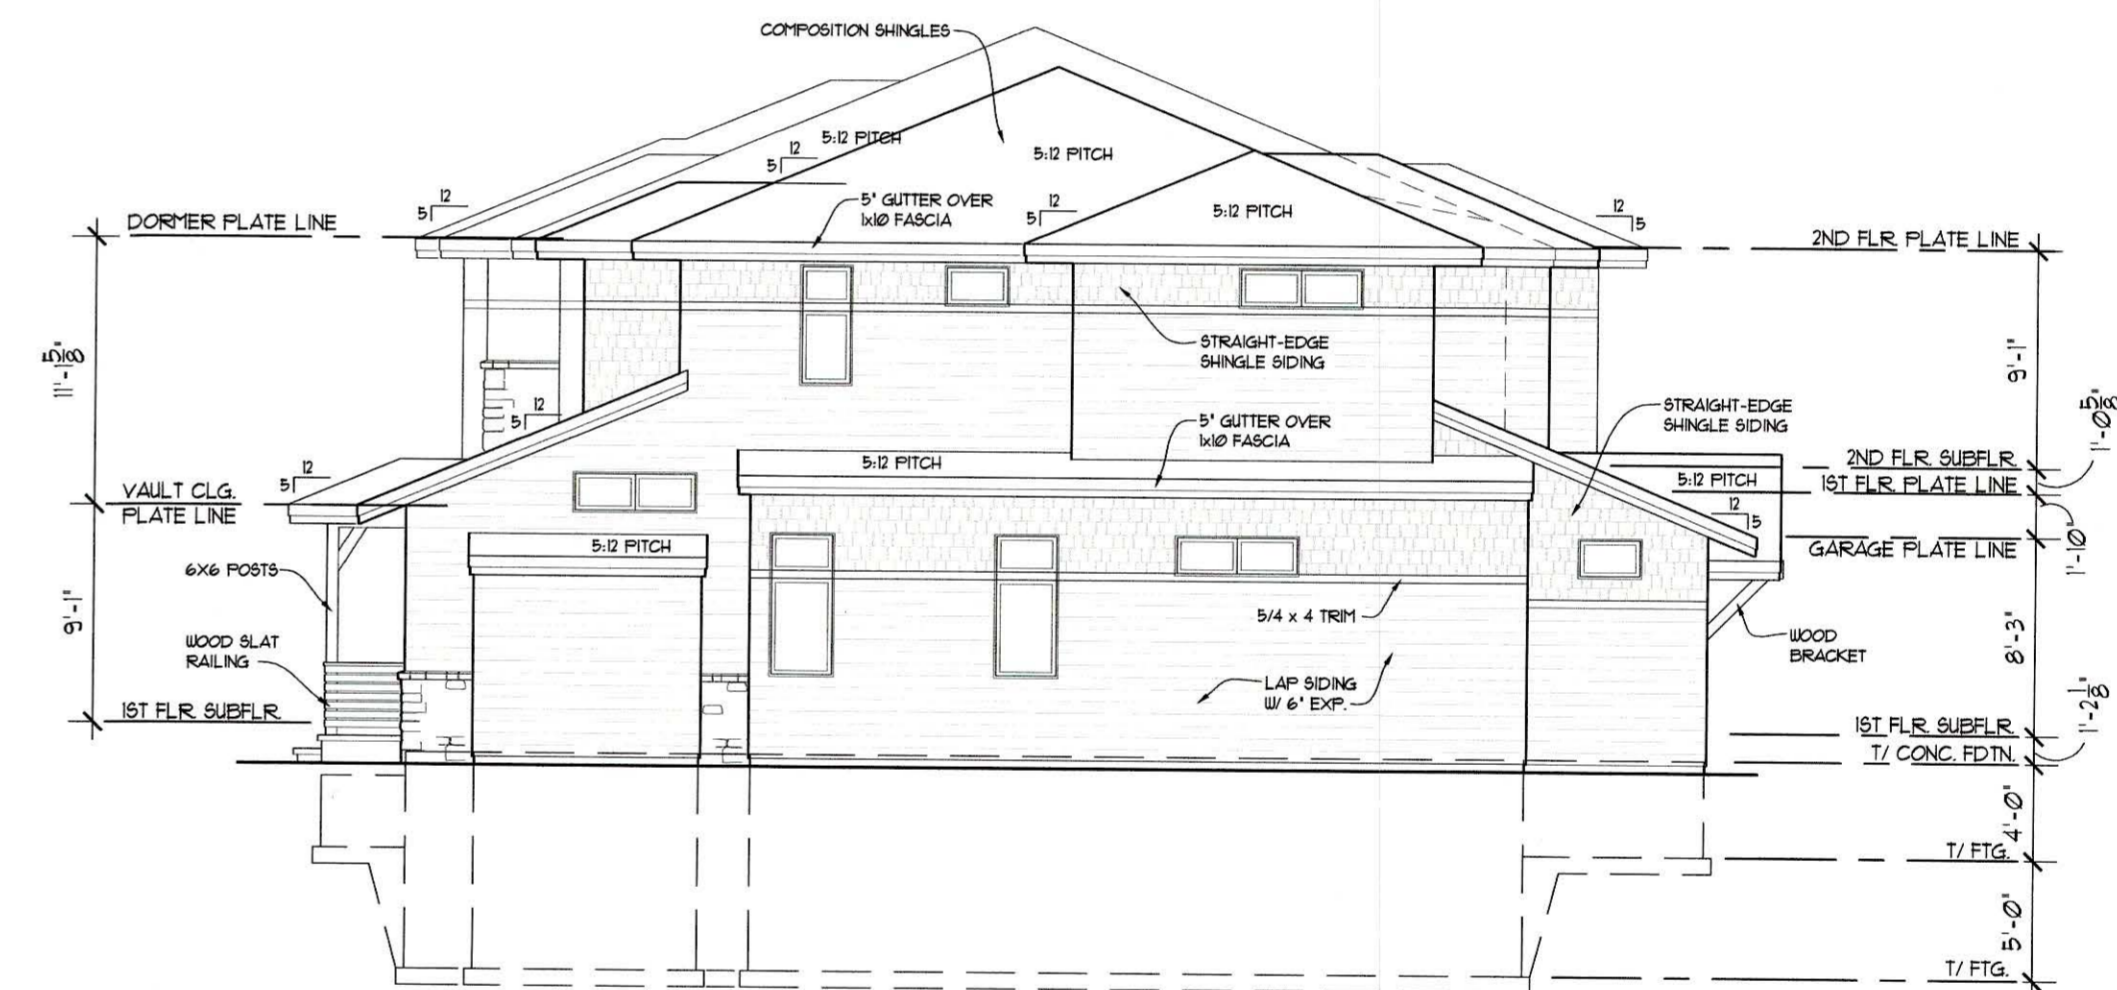 COMPOSITION SHINGLES
5:12 PITCH
12
5
5:12 PITCH
12
5
5" GUTTER OVER
1x10 FASCIA
12
5
5:12 PITCH
12
5
DORMER PLATE LINE
2ND FLR. PLATE LINE
11'-1 5/8"
9'-1"
STRAIGHT-EDGE
SHINGLE SIDING
12
5
5" GUTTER OVER
1x10 FASCIA
STRAIGHT-EDGE
SHINGLE SIDING
1'-0 5/8"
12
5
5:12 PITCH
2ND FLR. SUBFLR.
5:12 PITCH
1ST FLR. PLATE LINE
VAULT CLG.
PLATE LINE
12
5
GARAGE PLATE LINE
1'-10"
5:12 PITCH
6X6 POSTS
9'-1"
5/4 x 4 TRIM
WOOD SLAT
RAILING
WOOD
BRACKET
8'-3"
LAP SIDING
W/ 6" EXP.
1ST FLR. SUBFLR.
1ST FLR. SUBFLR.
1'-2 1/8"
T/ CONC. FDTN.
4'-0"
T/ FTG.
5'-0"
T/ FTG.